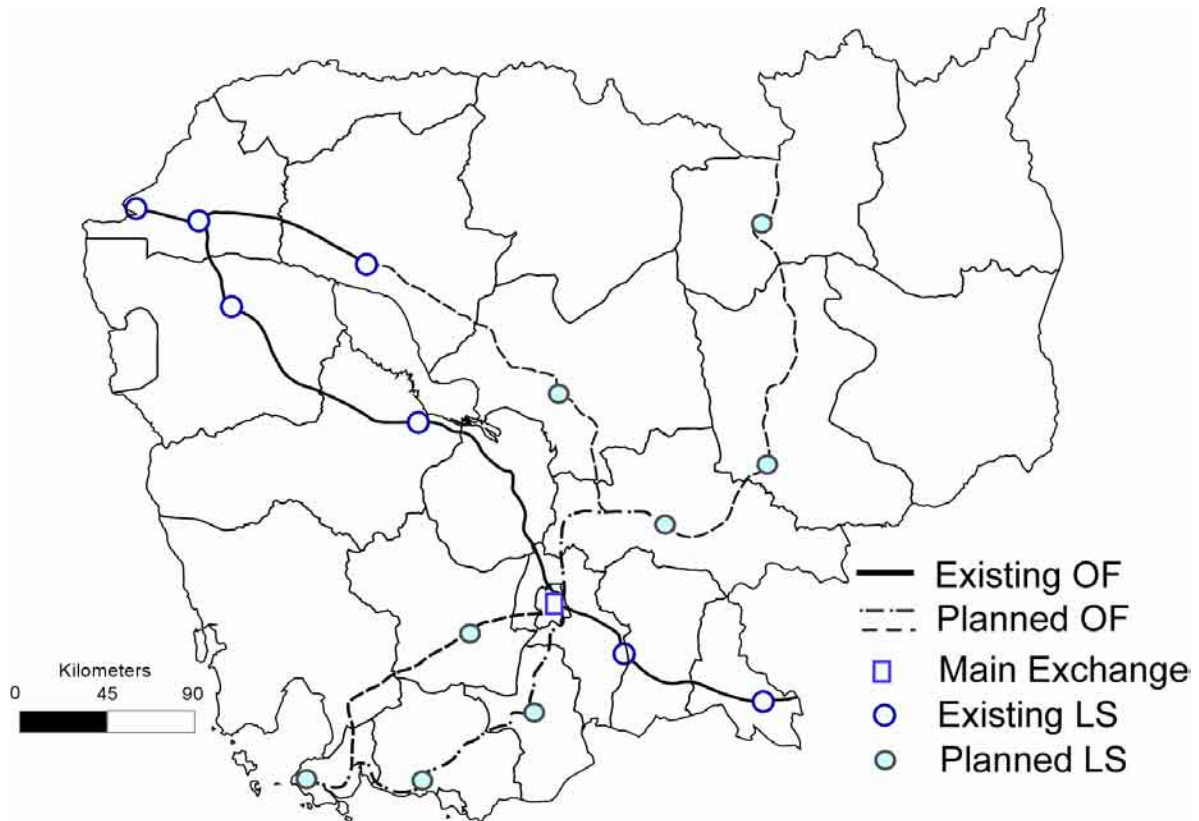 Existing OF
Planned OF
Main Exchange
Existing LS
Planned LS
Kilometers
0 45 90